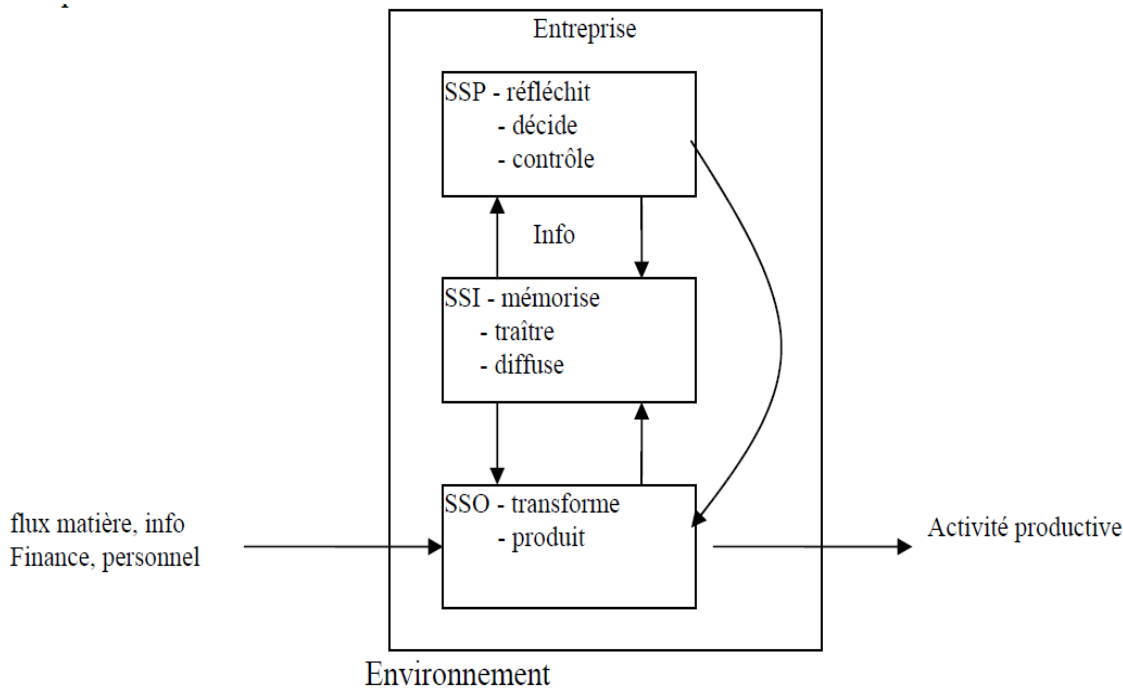 Entreprise
SSP - réfléchit
- décide
- contrôle
Info
SSI - mémorise
- traître
- diffuse
SSO - transforme
- produit
flux matière, info
Finance, personnel
Activité productive
Environnement